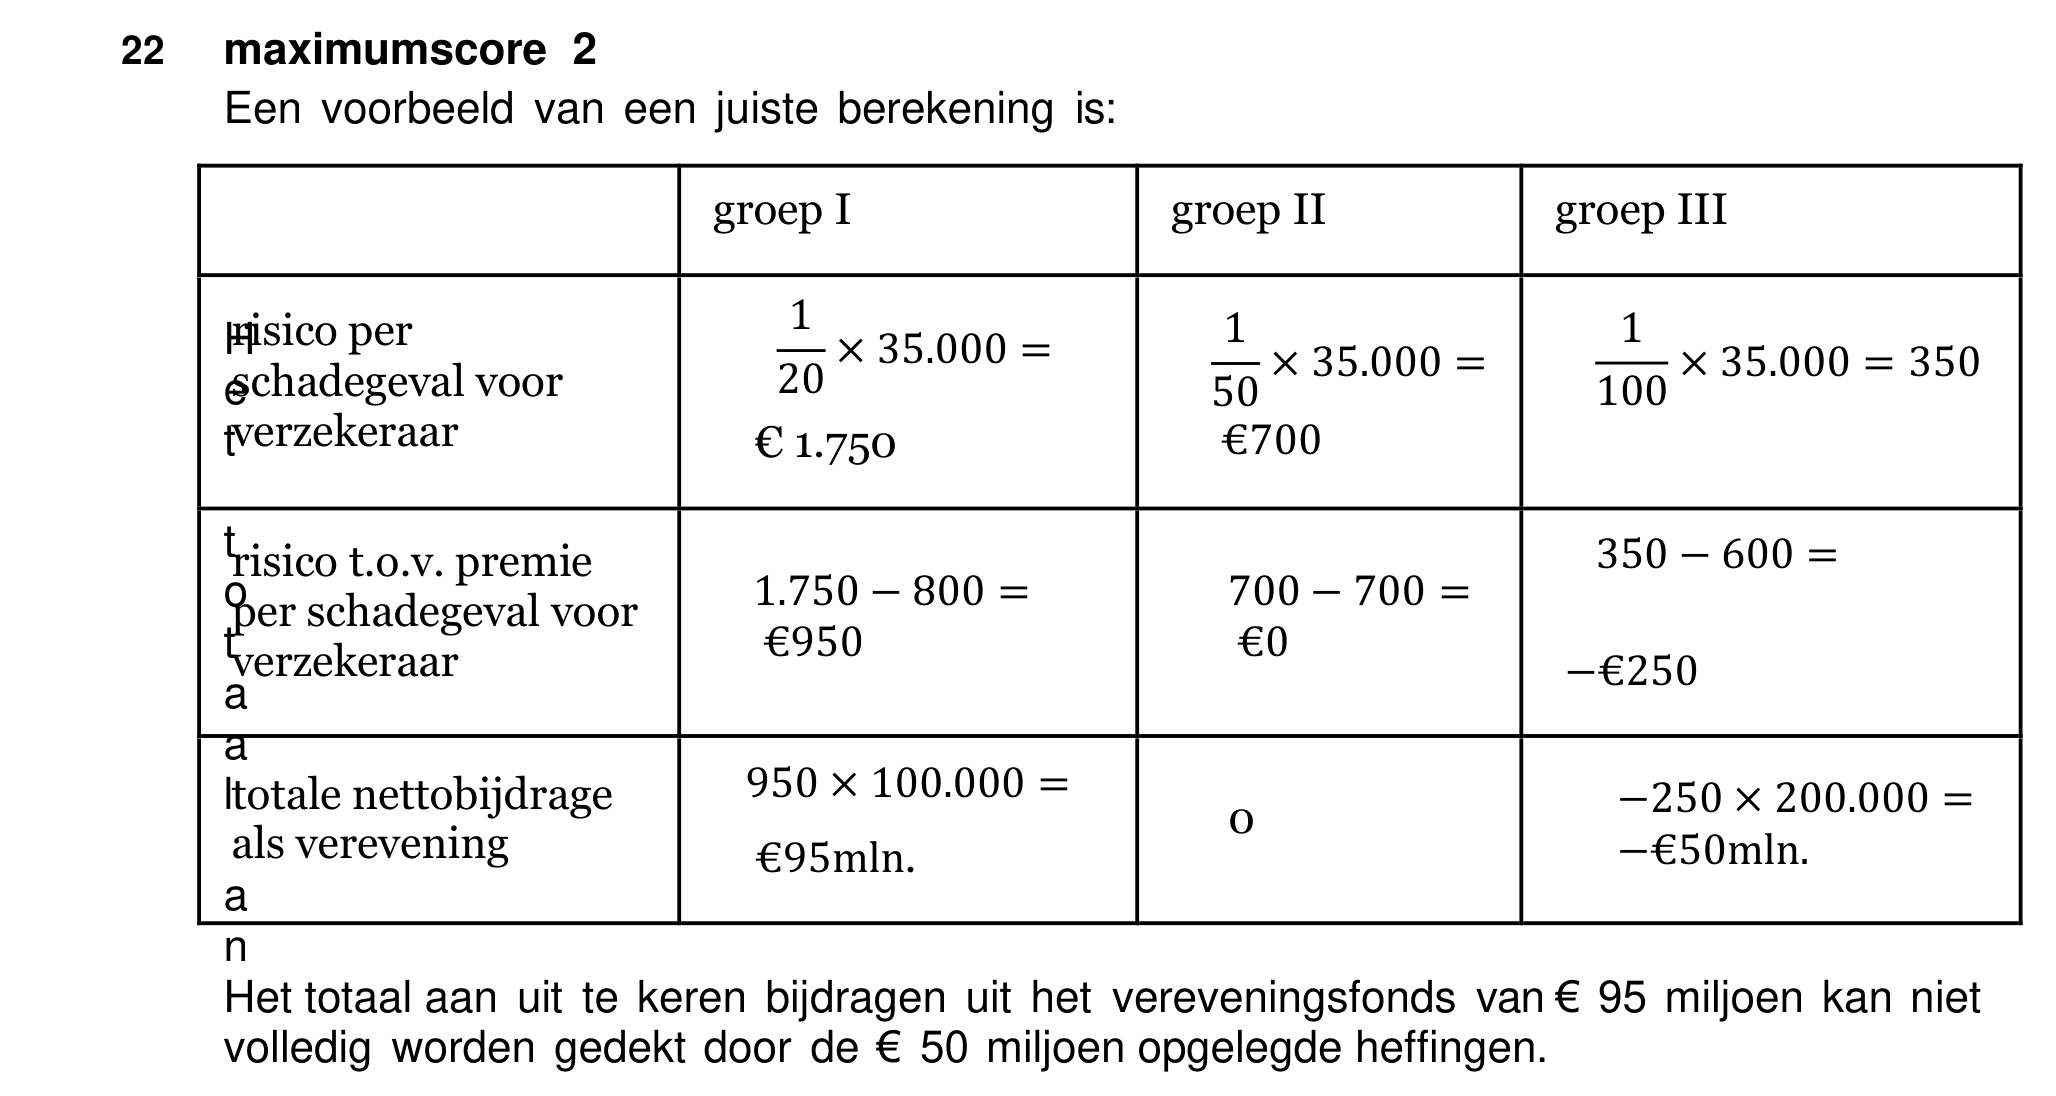 22 maximumscore 2
Een voorbeeld van een juiste berekening is:
groep I groep II groep III
risico per
schadegeval voor
verzekeraar
1/20 × 35.000 =
€ 1.750
1/50 × 35.000 =
€700
1/100 × 35.000 = 350
risico t.o.v. premie
per schadegeval voor
verzekeraar
1.750 − 800 =
€950
700 − 700 =
€0
350 − 600 =
−€250
totale nettobijdrage
als verevening
950 × 100.000 =
€95mln.
0
−250 × 200.000 =
−€50mln.
H
e
t
t
o
t
a
a
l
a
n
Het totaal aan uit te keren bijdragen uit het vereveningsfonds van € 95 miljoen kan niet
volledig worden gedekt door de € 50 miljoen opgelegde heffingen.